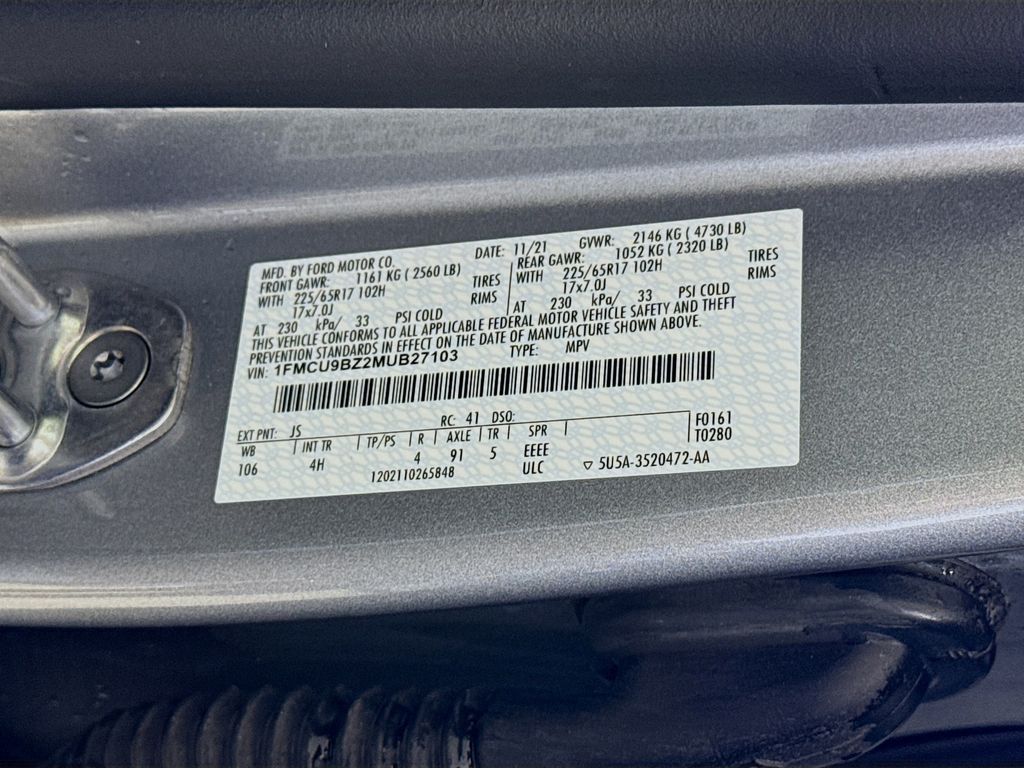 MFD. BY FORD MOTOR CO.
DATE: 11/21 GVWR: 2146 KG ( 4730 LB)
FRONT GAWR: 1161 KG ( 2560 LB)
REAR GAWR: 1052 KG ( 2320 LB)
WITH 225/65R17 102H TIRES
WITH 225/65R17 102H TIRES
17x7.0J RIMS
17x7.0J RIMS
AT 230 kPa/ 33 PSI COLD
AT 230 kPa/ 33 PSI COLD
THIS VEHICLE CONFORMS TO ALL APPLICABLE FEDERAL MOTOR VEHICLE SAFETY AND THEFT
PREVENTION STANDARDS IN EFFECT ON THE DATE OF MANUFACTURE SHOWN ABOVE.
VIN: 1FMCU9BZ2MUB27103 TYPE: MPV
EXT PNT: JS RC: 41 DSO:
F0161
WB INT TR TP/PS R AXLE TR SPR
T0280
106 4H 4 91 5 EEEE
1202110265848 ULC ▽ 5U5A-3520472-AA